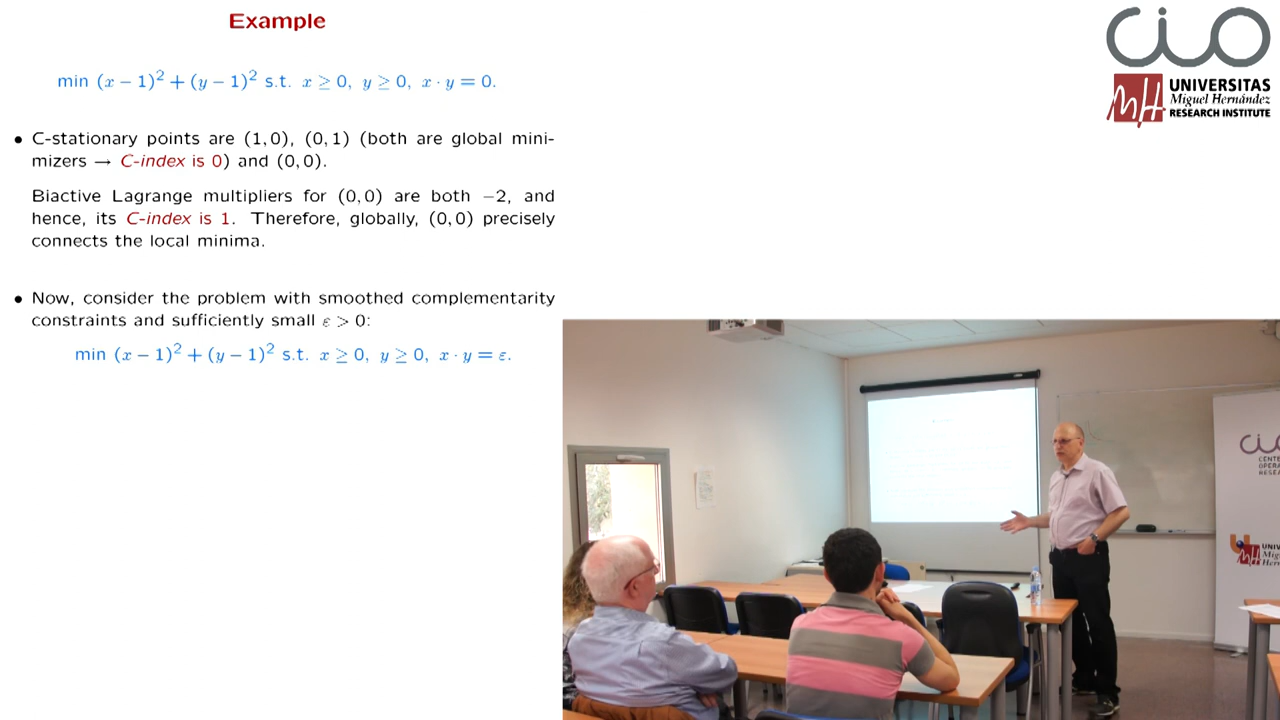 Example
min (x − 1)² + (y − 1)² s.t. x ≥ 0, y ≥ 0, x · y = 0.
• C-stationary points are (1, 0), (0, 1) (both are global mini-
mizers → C-index is 0) and (0, 0).
Biactive Lagrange multipliers for (0, 0) are both −2, and
hence, its C-index is 1. Therefore, globally, (0, 0) precisely
connects the local minima.
• Now, consider the problem with smoothed complementarity
constraints and sufficiently small ε > 0:
min (x − 1)² + (y − 1)² s.t. x ≥ 0, y ≥ 0, x · y = ε.
CIO
UNIVERSITAS
Miguel Hernández
RESEARCH INSTITUTE